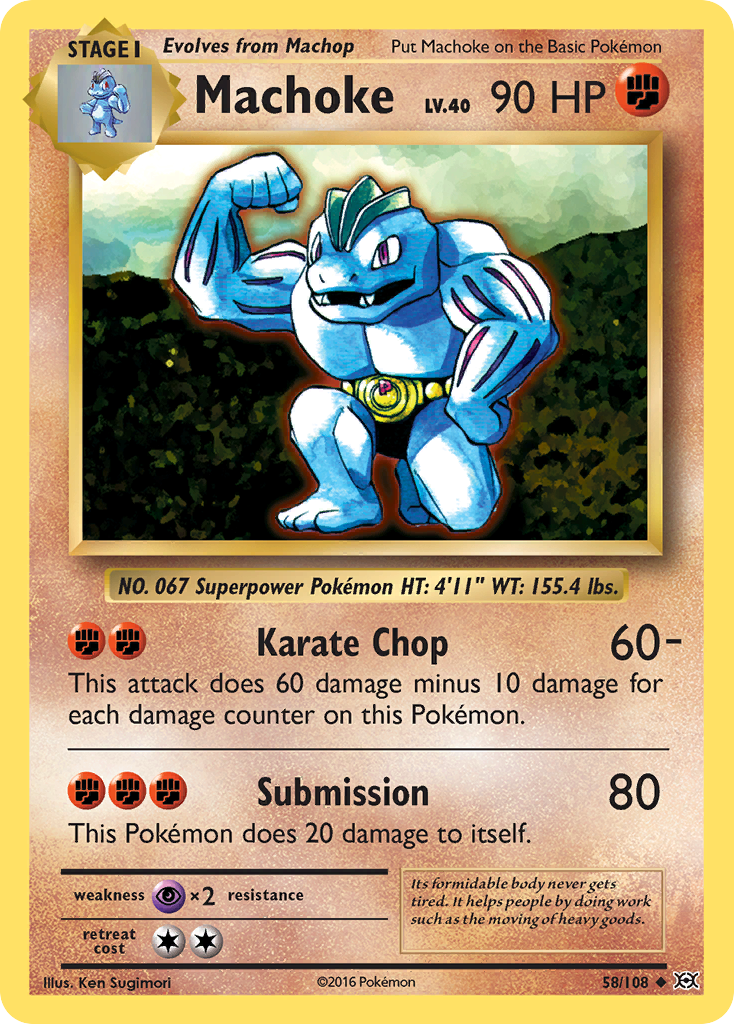 STAGE 1 Evolves from Machop Put Machoke on the Basic Pokémon
Machoke LV.40 90 HP
NO. 067 Superpower Pokémon HT: 4'11" WT: 155.4 lbs.
Karate Chop 60-
This attack does 60 damage minus 10 damage for
each damage counter on this Pokémon.
Submission 80
This Pokémon does 20 damage to itself.
weakness ×2 resistance
retreat
cost
Its formidable body never gets
tired. It helps people by doing work
such as the moving of heavy goods.
Illus. Ken Sugimori ©2016 Pokémon 58/108